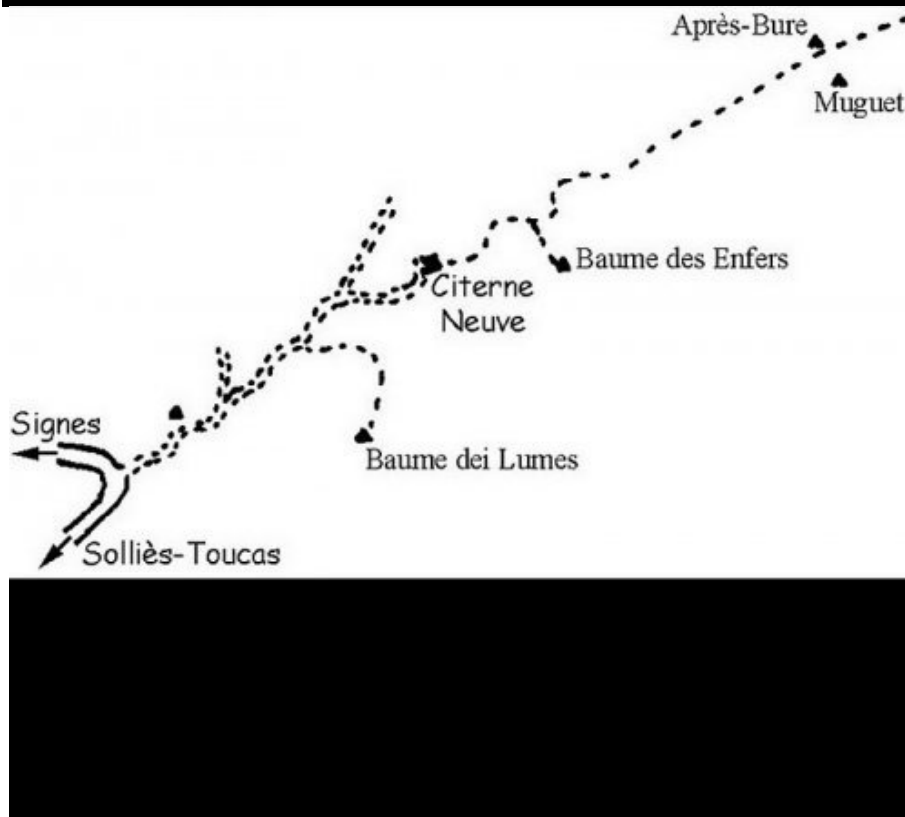 Après-Bure
Muguet
Baume des Enfers
Citerne
Neuve
Signes
Baume dei Lumes
Solliès-Toucas